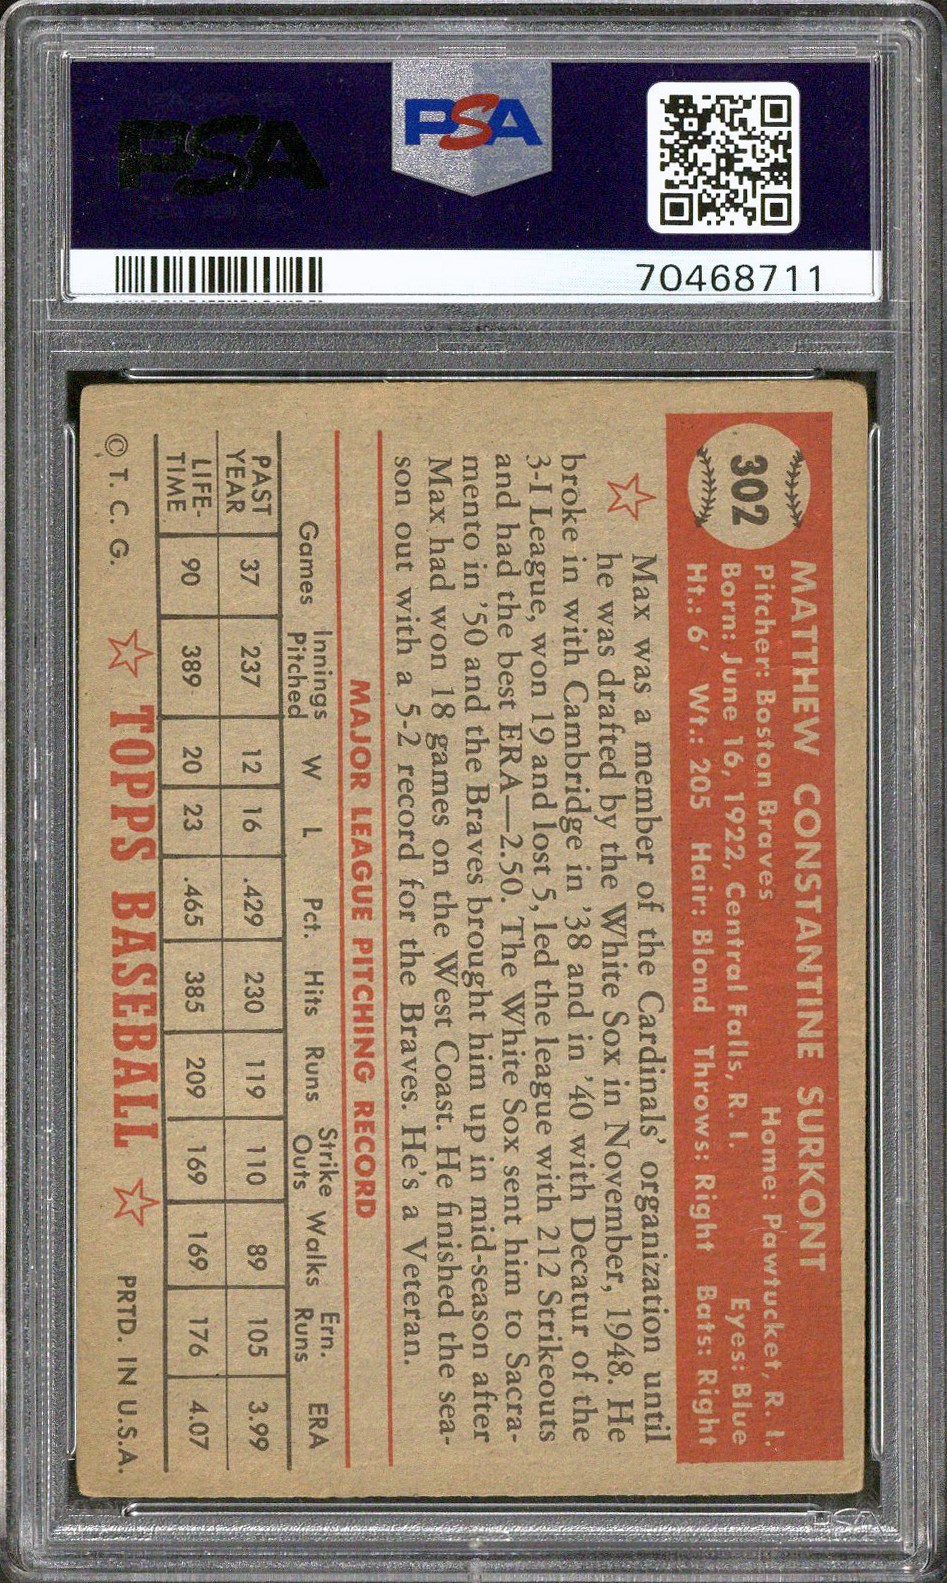 PSA
PSA
70468711
302
MATTHEW CONSTANTINE SURKONT
Pitcher: Boston Braves Home: Pawtucket, R. I.
Born: June 16, 1922, Central Falls, R. I. Eyes: Blue
Ht.: 6′ Wt.: 205 Hair: Blond Throws: Right Bats: Right
Max was a member of the Cardinals' organization until
he was drafted by the White Sox in November, 1948. He
broke in with Cambridge in '38 and in '40 with Decatur of the
3-I League, won 19 and lost 5, led the league with 212 Strikeouts
and had the best ERA—2.50. The White Sox sent him to Sacra-
mento in '50 and the Braves brought him up in mid-season after
Max had won 18 games on the West Coast. He finished the sea-
son out with a 5-2 record for the Braves. He's a Veteran.
MAJOR LEAGUE PITCHING RECORD
Games Innings Pitched W L Pct. Hits Runs Strike Outs Walks Ern. Runs ERA
PAST YEAR 37 237 12 16 .429 230 119 110 89 105 3.99
LIFE-TIME 90 389 20 23 .465 385 209 169 169 176 4.07
© T. C. G. TOPPS BASEBALL PRTD. IN U.S.A.
PSA